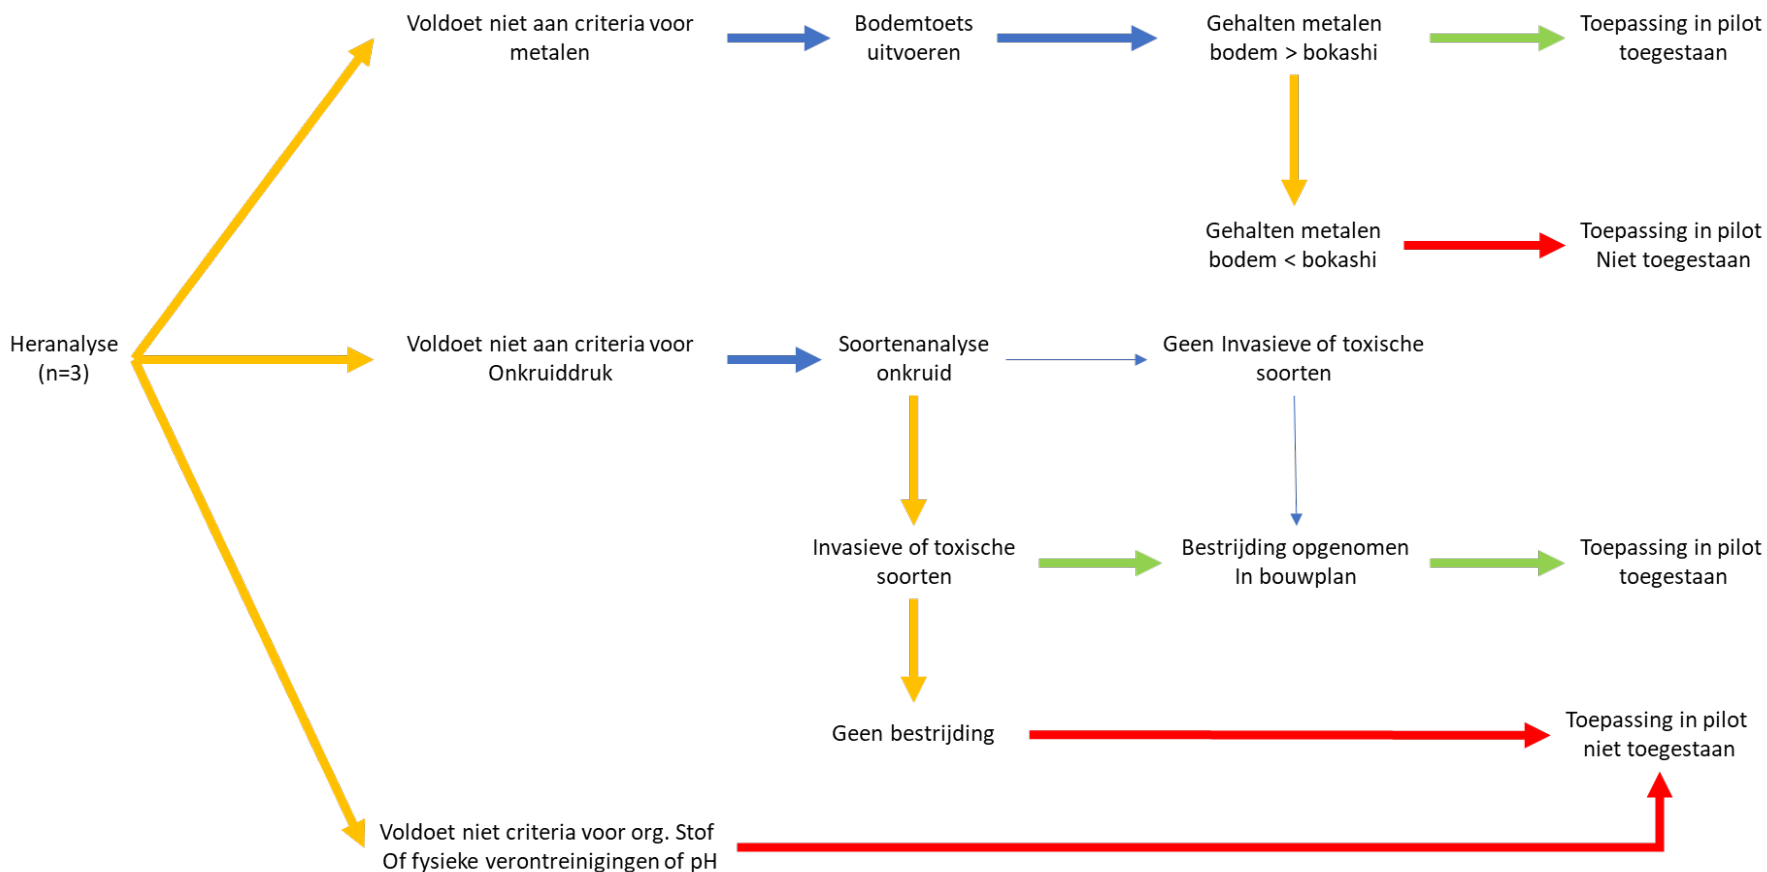 Voldoet niet aan criteria voor
metalen
Bodemtoets
uitvoeren
Gehalten metalen
bodem > bokashi
Toepassing in pilot
toegestaan
Gehalten metalen
bodem < bokashi
Toepassing in pilot
Niet toegestaan
Heranalyse
(n=3)
Voldoet niet aan criteria voor
Onkruiddruk
Soortenanalyse
onkruid
Geen Invasieve of toxische
soorten
Invasieve of toxische
soorten
Bestrijding opgenomen
In bouwplan
Toepassing in pilot
toegestaan
Geen bestrijding
Toepassing in pilot
niet toegestaan
Voldoet niet criteria voor org. Stof
Of fysieke verontreinigingen of pH